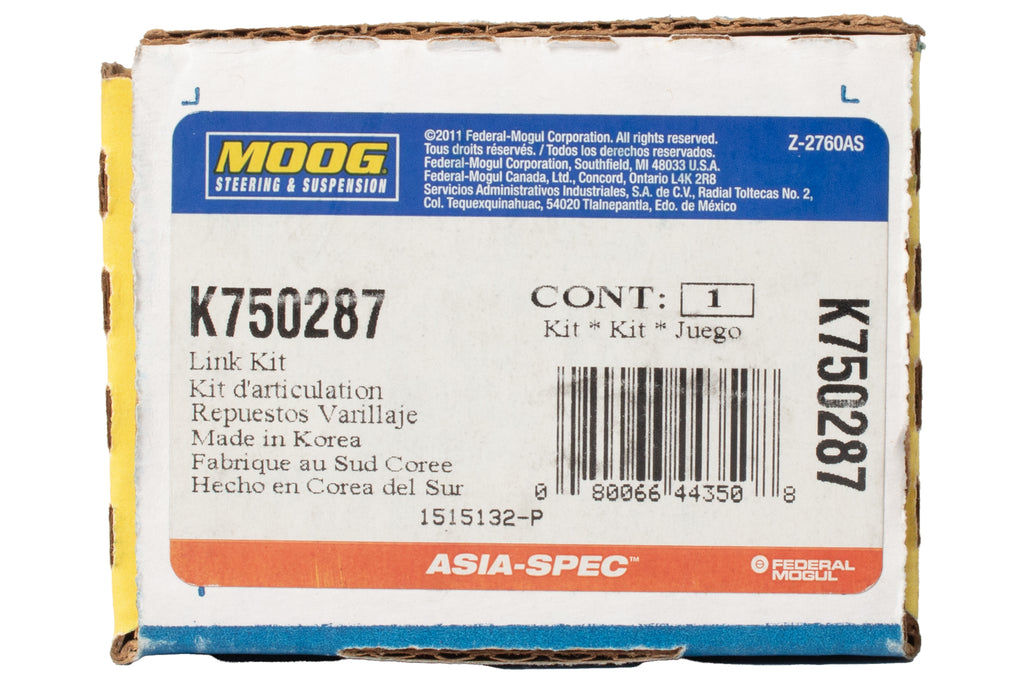 MOOG
STEERING & SUSPENSION
©2011 Federal-Mogul Corporation. All rights reserved.
Tous droits réservés. / Todos los derechos reservados.
Federal-Mogul Corporation, Southfield, MI 48033 U.S.A.
Federal-Mogul Canada, Ltd., Concord, Ontario L4K 2R8
Servicios Administrativos Industriales, S.A. de C.V., Radial Toltecas No. 2,
Col. Tequexquinahuac, 54020 Tlalnepantla, Edo. de México
Z-2760AS
K750287
Link Kit
Kit d'articulation
Repuestos Varillaje
Made in Korea
Fabrique au Sud Coree
Hecho en Corea del Sur
CONT: 1
Kit * Kit * Juego
0 80066 44350 8
1515132-P
K750287
ASIA-SPEC™
FEDERAL
MOGUL